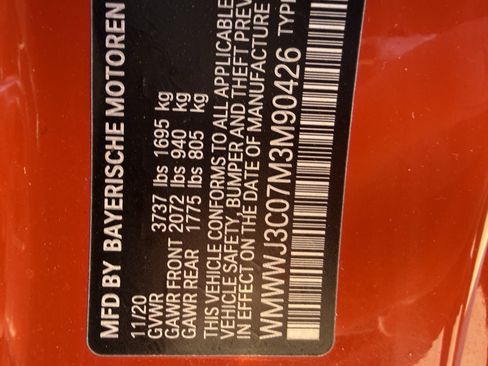 MFD BY BAYERISCHE MOTOREN
11/20
GVWR 3737 lbs 1695 kg
GAWR FRONT 2072 lbs 940 kg
GAWR REAR 1775 lbs 805 kg
THIS VEHICLE CONFORMS TO ALL APPLICABLE
VEHICLE SAFETY, BUMPER AND THEFT PREV
IN EFFECT ON THE DATE OF MANUFACTURE
WMWWJ3C07M3M90426 TYPE